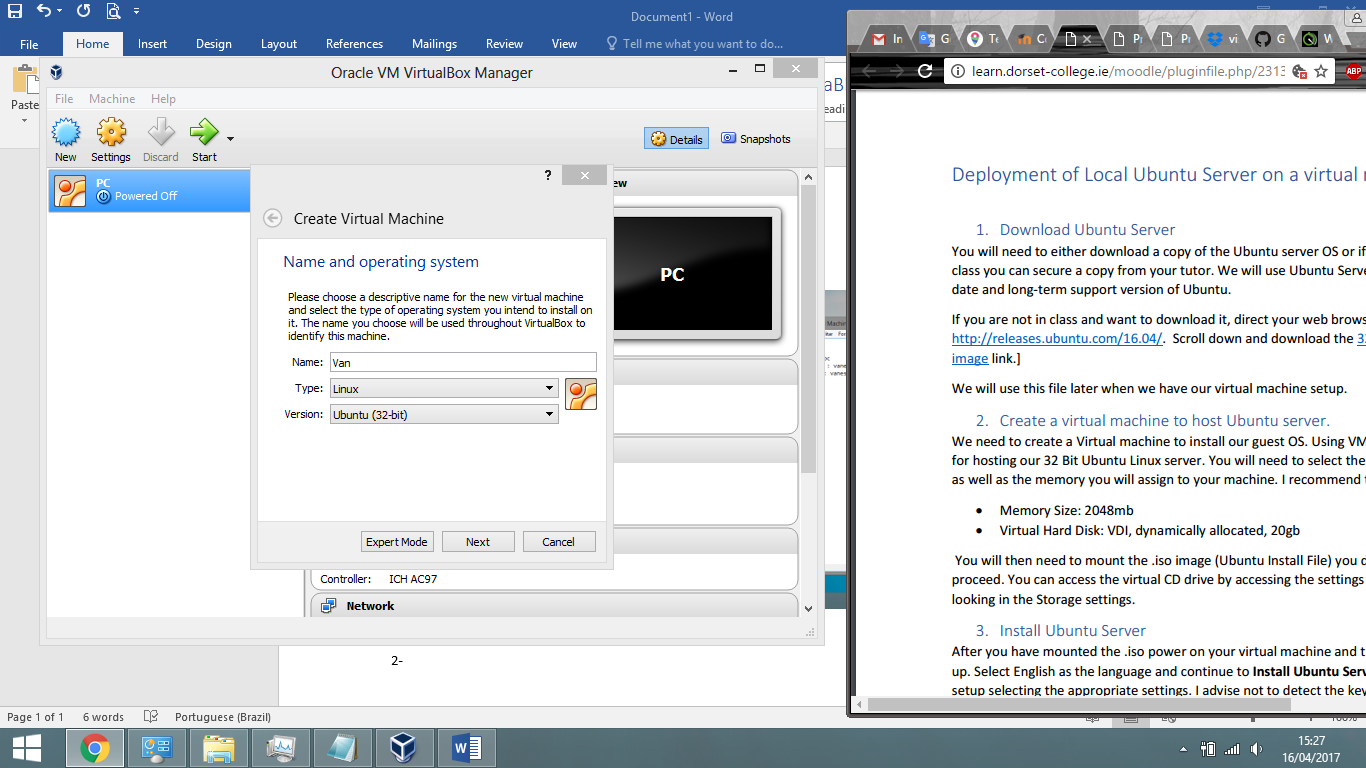 Document1 - Word
File
Home
Insert
Design
Layout
References
Mailings
Review
View
Tell me what you want to do...
Paste
Oracle VM VirtualBox Manager
File
Machine
Help
New
Settings
Discard
Start
Details
Snapshots
PC
Powered Off
?
Create Virtual Machine
Name and operating system
Please choose a descriptive name for the new virtual machine
and select the type of operating system you intend to install on
it. The name you choose will be used throughout VirtualBox to
identify this machine.
Name: Van
Type: Linux
Version: Ubuntu (32-bit)
Expert Mode
Next
Cancel
PC
Controller: ICH AC97
Network
2-
Page 1 of 1
6 words
Portuguese (Brazil)
learn.dorset-college.ie/moodle/pluginfile.php/2313
ABP
Deployment of Local Ubuntu Server on a virtual
1. Download Ubuntu Server
You will need to either download a copy of the Ubuntu server OS or if
class you can secure a copy from your tutor. We will use Ubuntu Serve
date and long-term support version of Ubuntu.
If you are not in class and want to download it, direct your web brows
http://releases.ubuntu.com/16.04/. Scroll down and download the 32
image link.]
We will use this file later when we have our virtual machine setup.
2. Create a virtual machine to host Ubuntu server.
We need to create a Virtual machine to install our guest OS. Using VM
for hosting our 32 Bit Ubuntu Linux server. You will need to select the
as well as the memory you will assign to your machine. I recommend
• Memory Size: 2048mb
• Virtual Hard Disk: VDI, dynamically allocated, 20gb
You will then need to mount the .iso image (Ubuntu Install File) you d
proceed. You can access the virtual CD drive by accessing the settings
looking in the Storage settings.
3. Install Ubuntu Server
After you have mounted the .iso power on your virtual machine and t
up. Select English as the language and continue to Install Ubuntu Serv
setup selecting the appropriate settings. I advise not to detect the key
15:27
16/04/2017